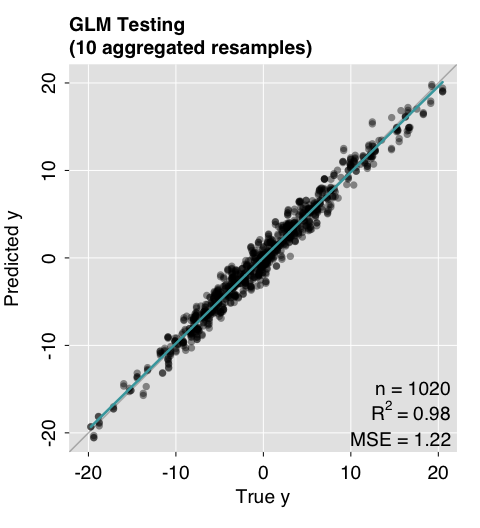 GLM Testing
(10 aggregated resamples)
20
10
0
-10
-20
Predicted y
n = 1020
R² = 0.98
MSE = 1.22
-20 -10 0 10 20
True y